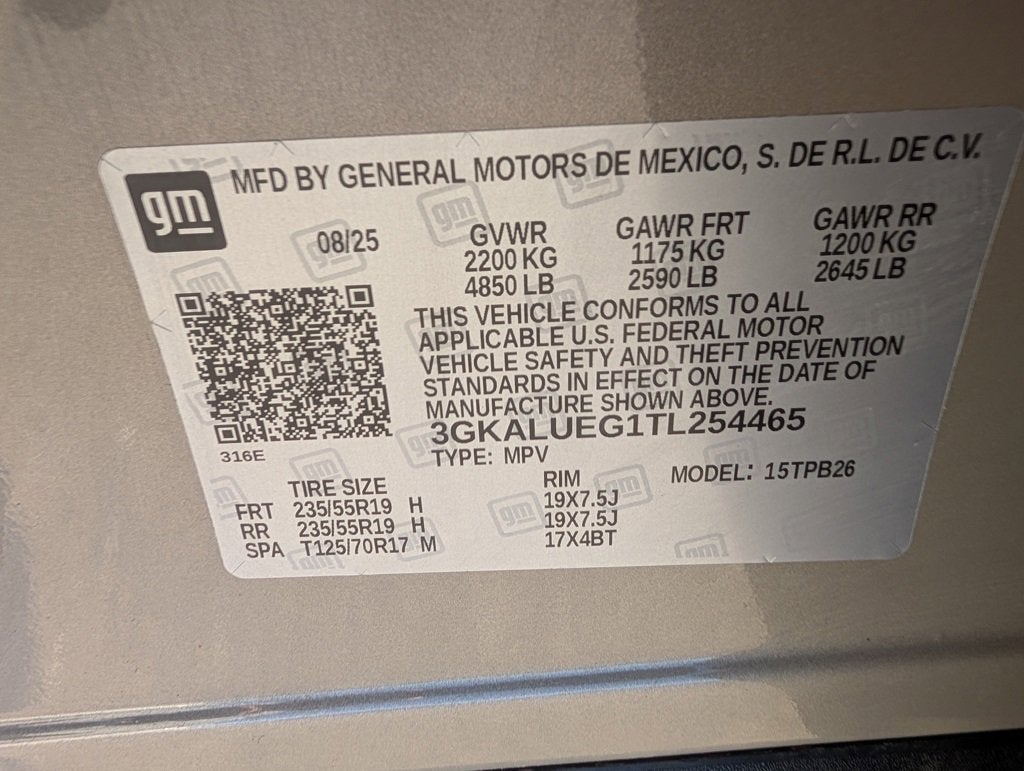 gm
MFD BY GENERAL MOTORS DE MEXICO, S. DE R.L. DE C.V.
08/25
GVWR
2200 KG
4850 LB
GAWR FRT
1175 KG
2590 LB
GAWR RR
1200 KG
2645 LB
THIS VEHICLE CONFORMS TO ALL
APPLICABLE U.S. FEDERAL MOTOR
VEHICLE SAFETY AND THEFT PREVENTION
STANDARDS IN EFFECT ON THE DATE OF
MANUFACTURE SHOWN ABOVE.
3GKALUEG1TL254465
TYPE: MPV
MODEL: 15TPB26
316E
TIRE SIZE RIM
FRT 235/55R19 H 19X7.5J
RR 235/55R19 H 19X7.5J
SPA T125/70R17 M 17X4BT